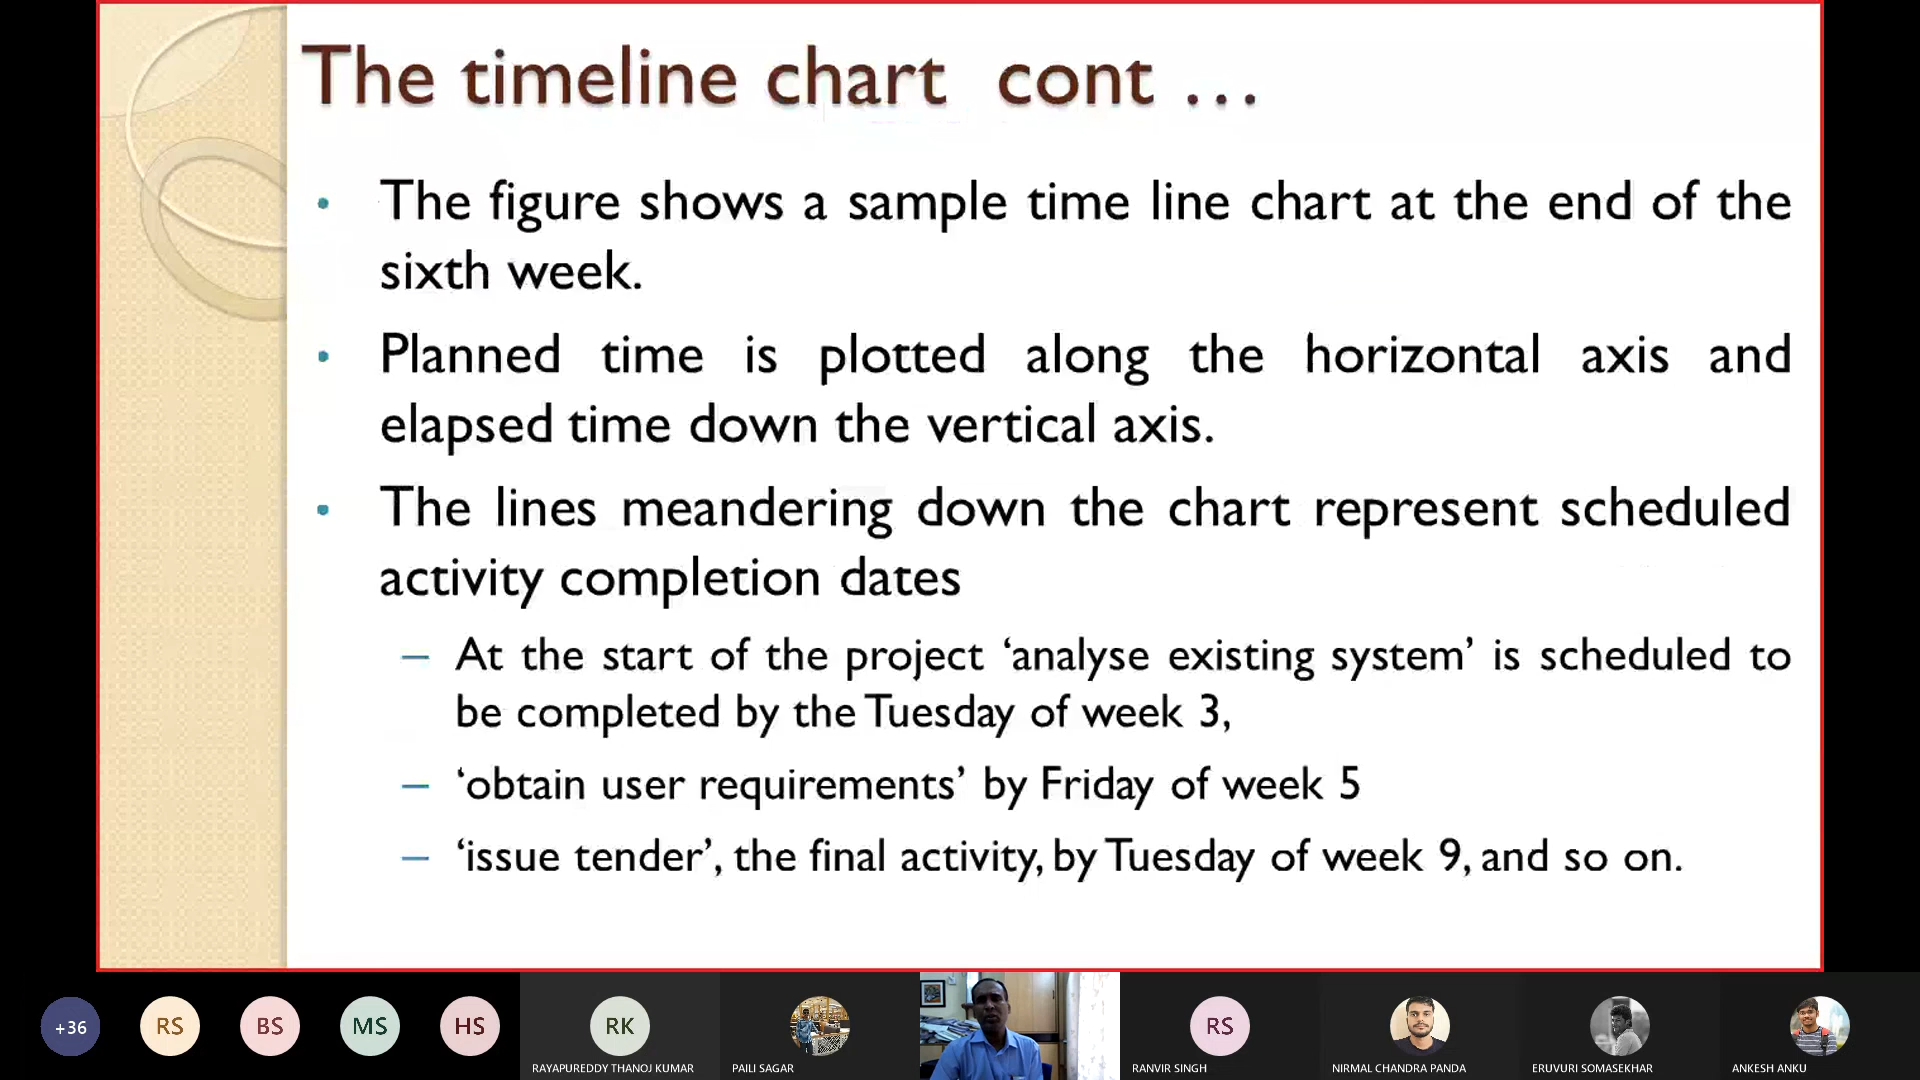 The timeline chart cont ...
• The figure shows a sample time line chart at the end of the
sixth week.
• Planned time is plotted along the horizontal axis and
elapsed time down the vertical axis.
• The lines meandering down the chart represent scheduled
activity completion dates
– At the start of the project ‘analyse existing system’ is scheduled to
be completed by the Tuesday of week 3,
– ‘obtain user requirements’ by Friday of week 5
– ‘issue tender’, the final activity, by Tuesday of week 9, and so on.
+36 RS BS MS HS RK RS
RAYAPUREDDY THANOJ KUMAR PAILI SAGAR RANVIR SINGH NIRMAL CHANDRA PANDA ERUVURI SOMASEKHAR ANKESH ANKU